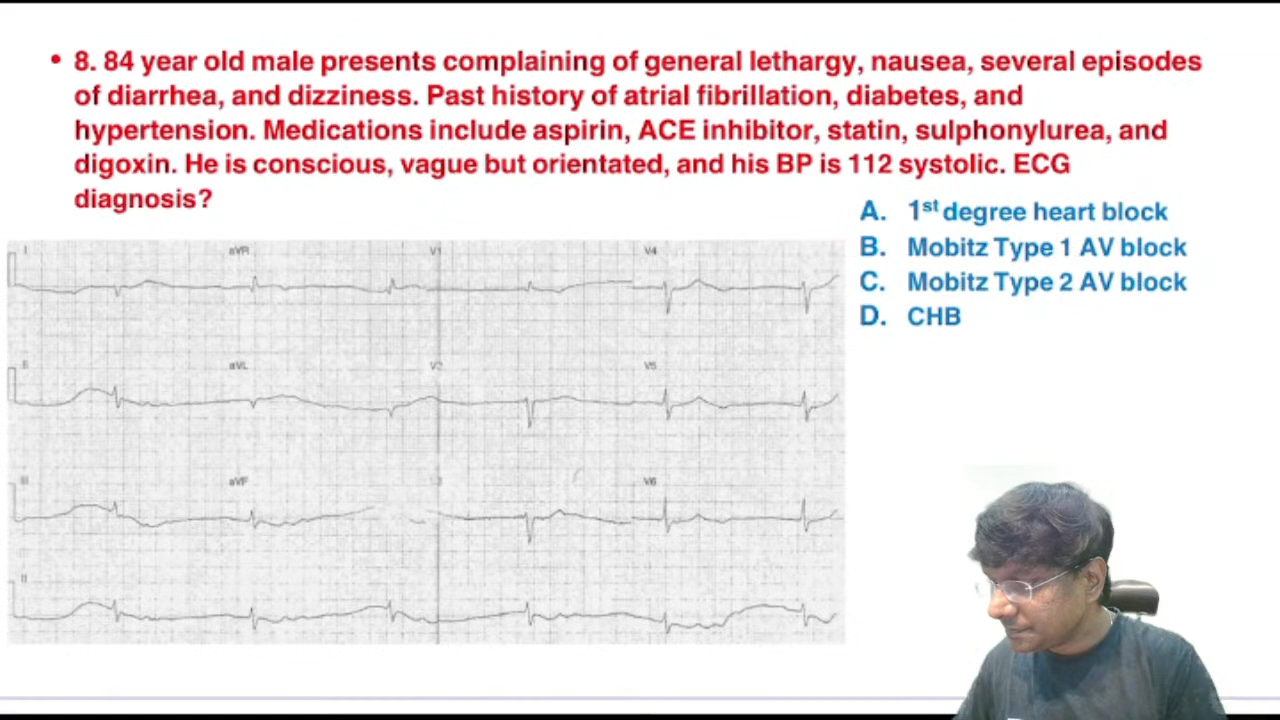 • 8. 84 year old male presents complaining of general lethargy, nausea, several episodes
of diarrhea, and dizziness. Past history of atrial fibrillation, diabetes, and
hypertension. Medications include aspirin, ACE inhibitor, statin, sulphonylurea, and
digoxin. He is conscious, vague but orientated, and his BP is 112 systolic. ECG
diagnosis?
A. 1st degree heart block
B. Mobitz Type 1 AV block
C. Mobitz Type 2 AV block
D. CHB
I aVR V1 V4
II aVL V2 V5
III aVF V6
II